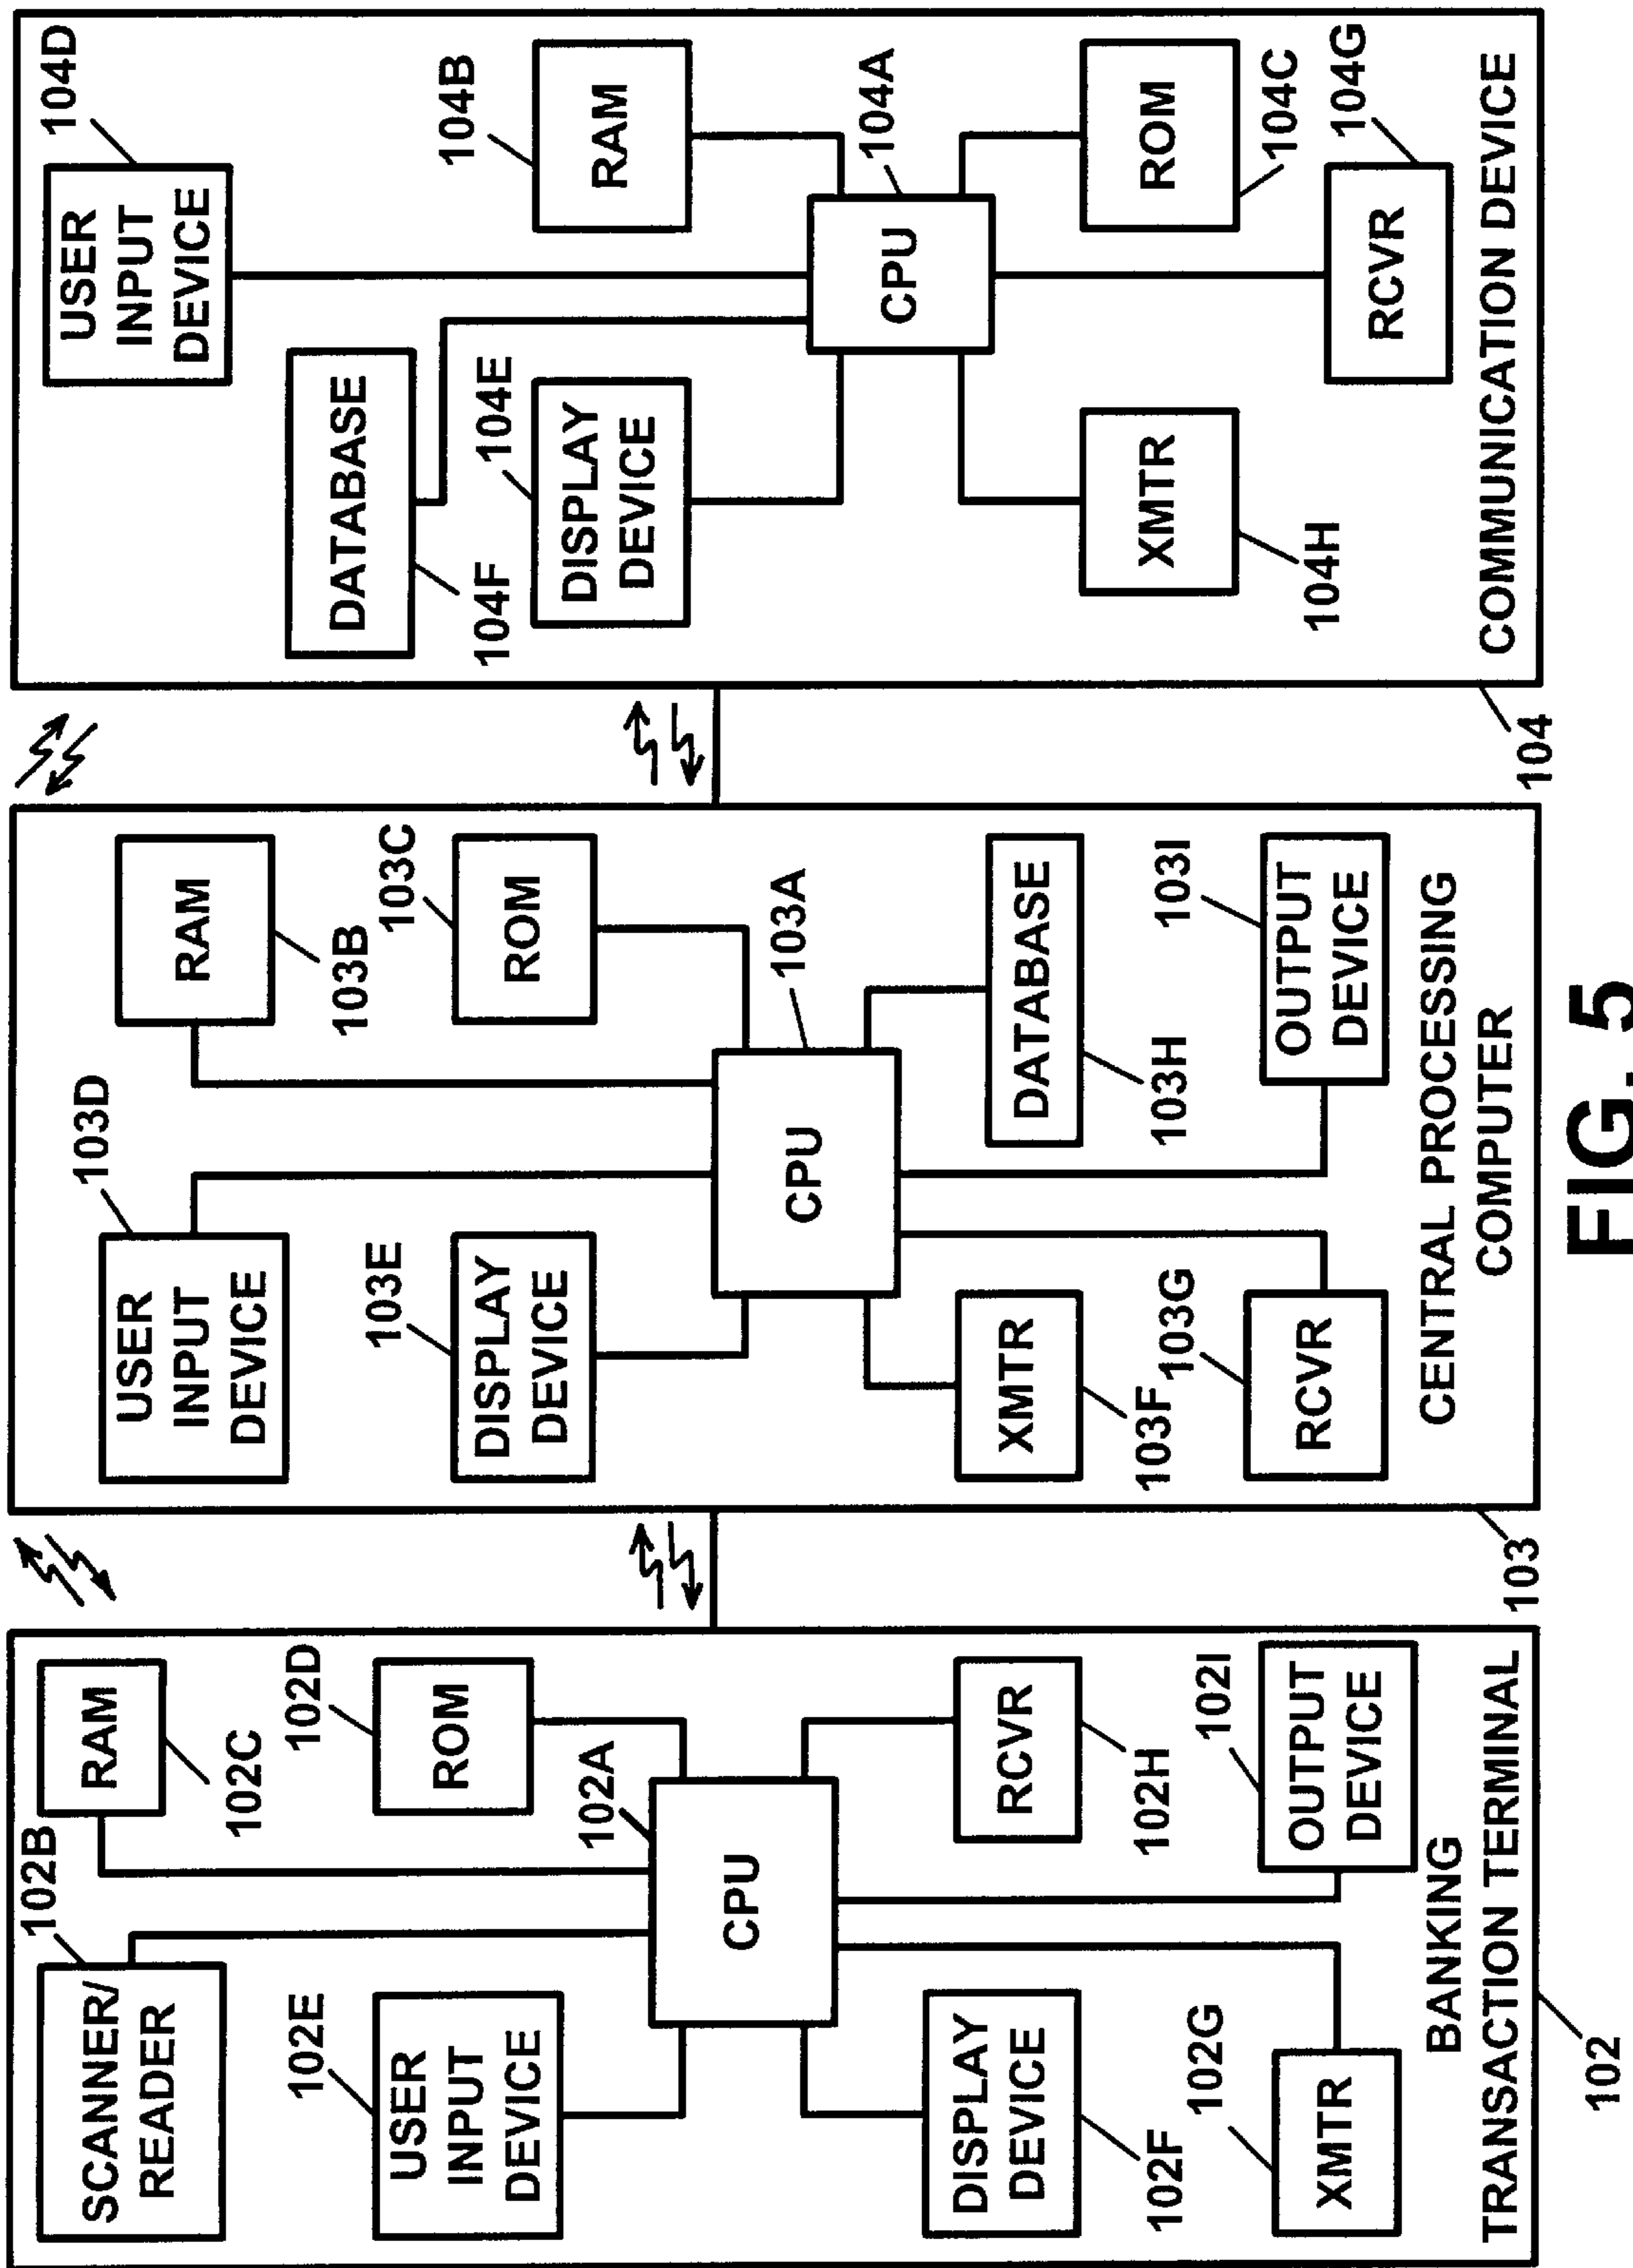 102B
SCANNER/
READER
RAM
102C
102E
USER
INPUT
DEVICE
102D
ROM
102A
CPU
DISPLAY
DEVICE
102F
RCVR
102H
102G
XMTR
102I
OUTPUT
DEVICE
BANKING
TRANSACTION TERMINAL
102
103D
USER
INPUT
DEVICE
RAM
103B
103E
DISPLAY
DEVICE
103C
ROM
103A
CPU
XMTR
103F
DATABASE
103H
103G
RCVR
103I
OUTPUT
DEVICE
CENTRAL PROCESSING
COMPUTER
103
104D
USER
INPUT
DEVICE
DATABASE
104F
104E
DISPLAY
DEVICE
104B
RAM
104A
CPU
XMTR
104H
ROM
104C
104G
RCVR
COMMUNICATION DEVICE
104
FIG. 5